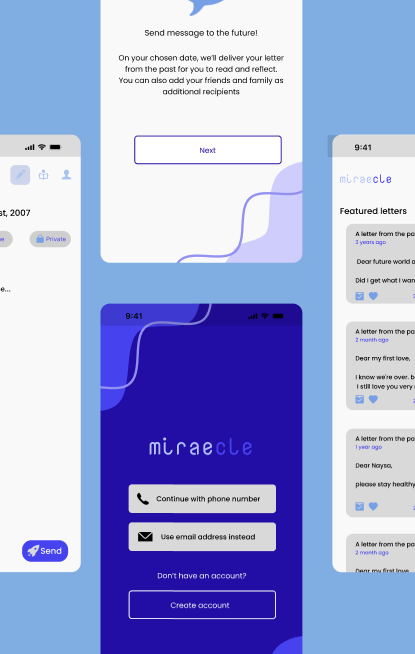 Send message to the future!
On your chosen date, we'll deliver your letter
from the past for you to read and reflect.
You can also add your friends and family as
additional recipients
Next
st, 2007
Private
e...
Send
9:41
miraecle
Continue with phone number
Use email address instead
Don't have an account?
Create account
9:41
miraecle
Featured letters
A letter from the pa
3 years ago
Dear future world a
Did I get what I wan
A letter from the pa
2 month ago
Dear my first love,
I know we're over. b
I still love you very
A letter from the pa
1 year ago
Dear Naysa,
please stay healthy
A letter from the pa
2 month ago
Dear my first love